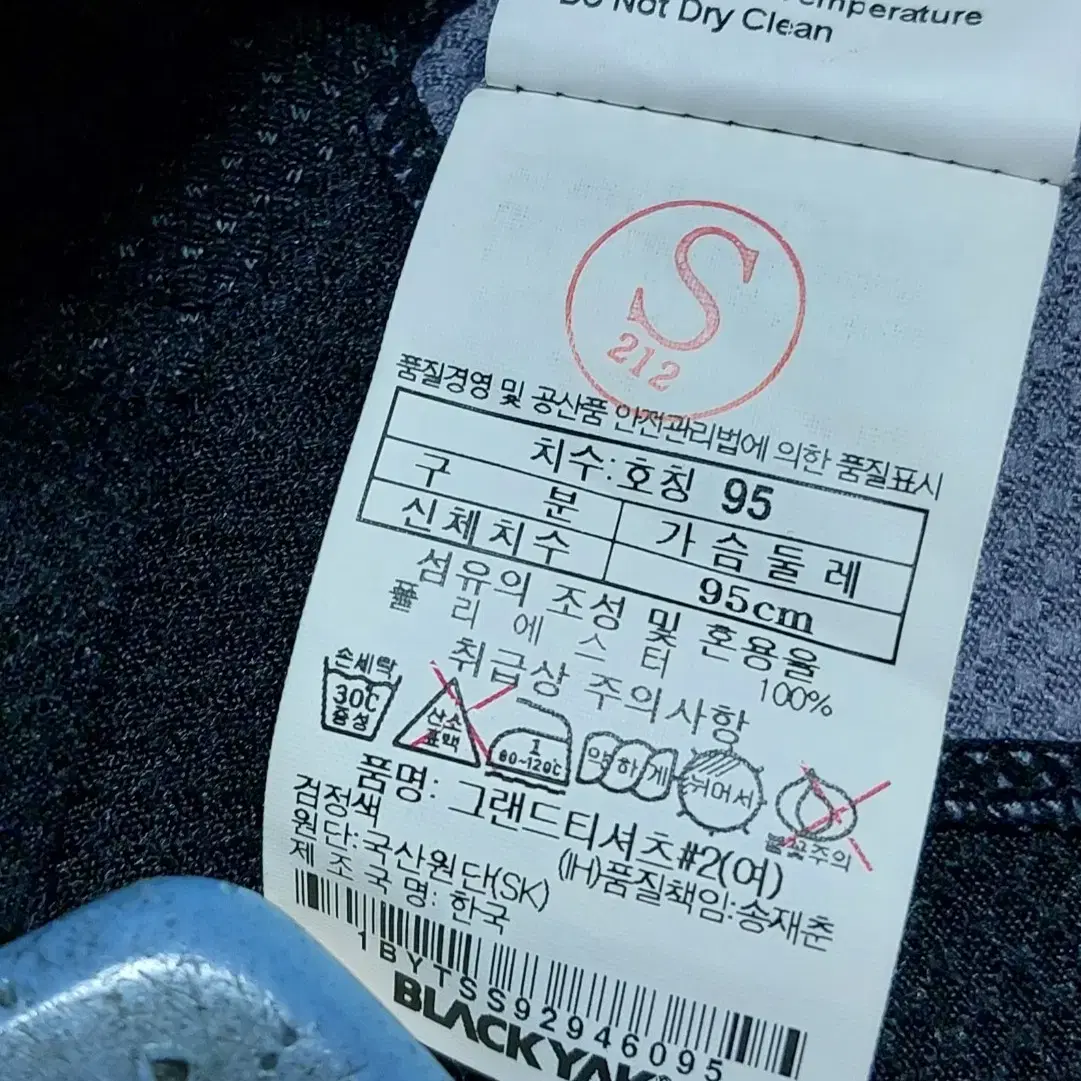 Temperature
Do Not Dry Clean
S
212
품질경영 및 공산품 안전관리법에 의한 품질표시
치수:호칭 95
구 분 가슴둘레
신체치수 95cm
섬유의 조성 및 혼용율
폴리에스터 100%
취급상 주의사항
손세탁
30℃
중성
산소
표백
1
80~120℃
약하게
뉘어서
불꽃주의
품명: 그랜드티셔츠#2(여)
검정색 (IH)품질책임:송재춘
원단:국산원단(SK)
제조국명: 한국
1BYTSS92946095
BLACKYAK